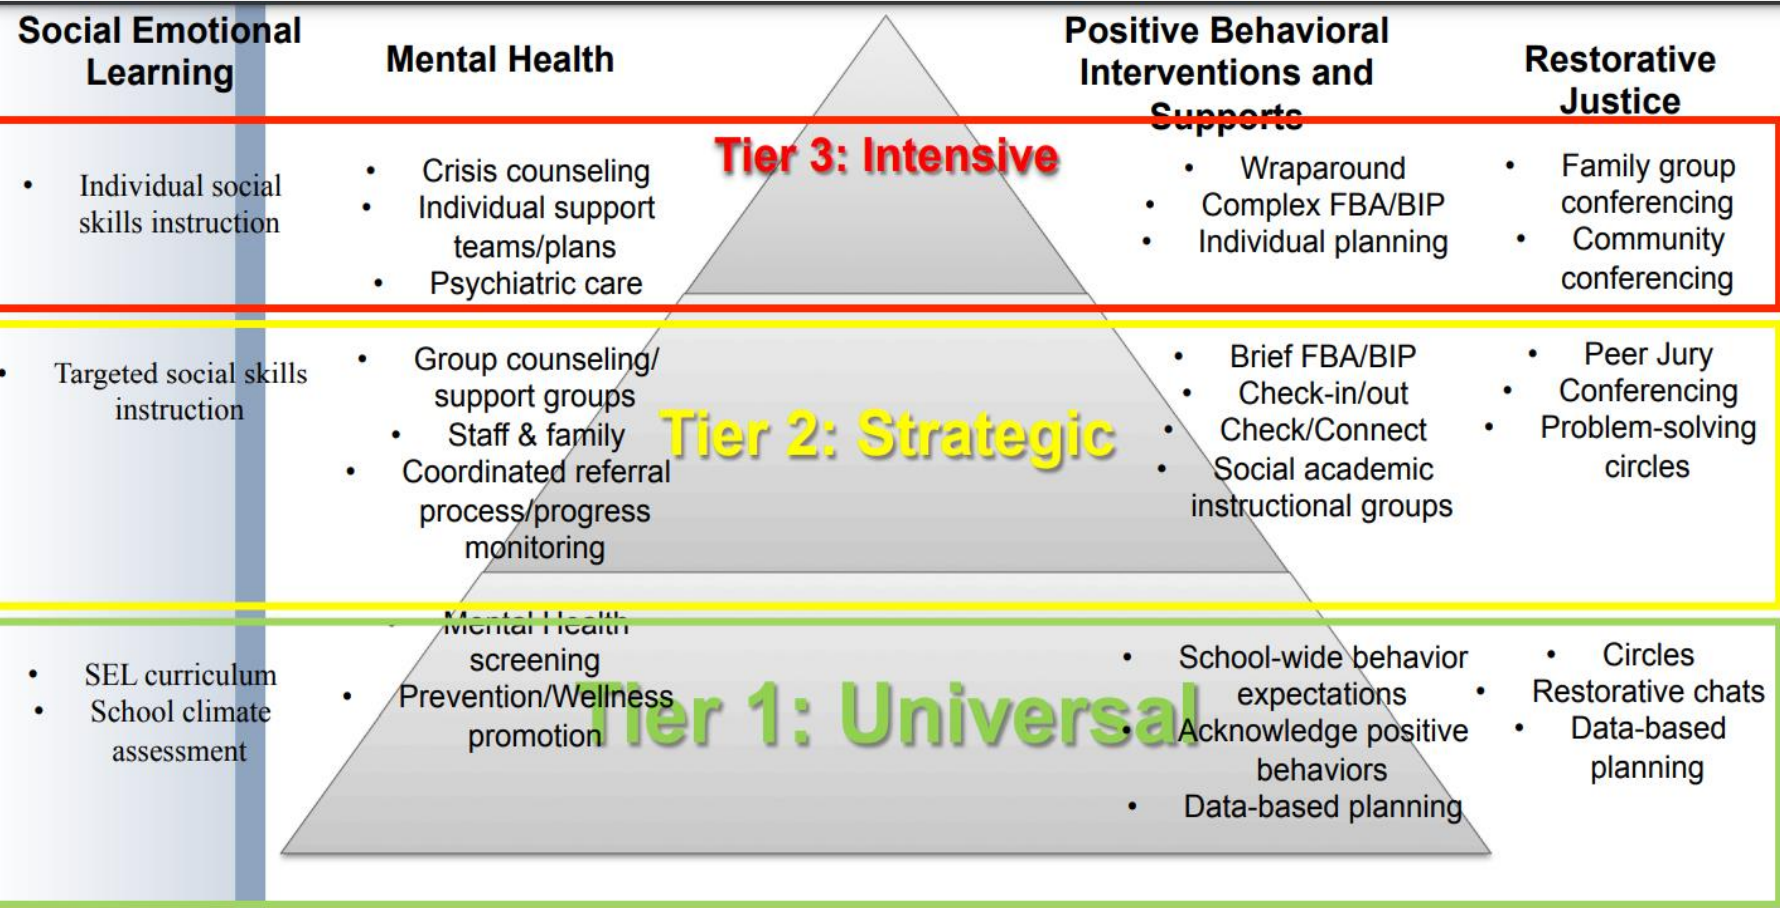 Social Emotional
Learning
Mental Health
Positive Behavioral
Interventions and
Supports
Restorative
Justice
Tier 3: Intensive
• Individual social
skills instruction
• Crisis counseling
• Individual support
teams/plans
• Psychiatric care
• Wraparound
• Complex FBA/BIP
• Individual planning
• Family group
conferencing
• Community
conferencing
Tier 2: Strategic
• Targeted social skills
instruction
• Group counseling/
support groups
• Staff & family
• Coordinated referral
process/progress
monitoring
• Brief FBA/BIP
• Check-in/out
• Check/Connect
• Social academic
instructional groups
• Peer Jury
• Conferencing
• Problem-solving
circles
Tier 1: Universal
• SEL curriculum
• School climate
assessment
• Mental Health
screening
• Prevention/Wellness
promotion
• School-wide behavior
expectations
• Acknowledge positive
behaviors
• Data-based planning
• Circles
• Restorative chats
• Data-based
planning